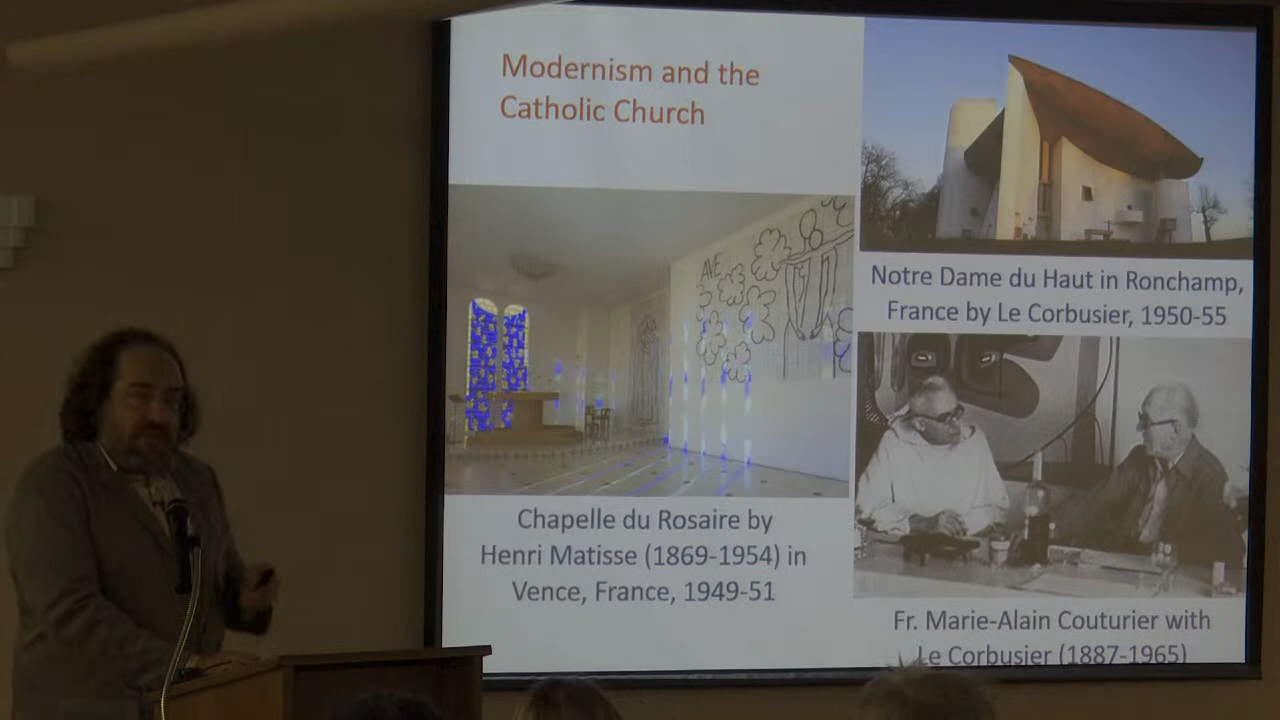 Modernism and the
Catholic Church
AVE
Chapelle du Rosaire by
Henri Matisse (1869-1954) in
Vence, France, 1949-51
Notre Dame du Haut in Ronchamp,
France by Le Corbusier, 1950-55
Fr. Marie-Alain Couturier with
Le Corbusier (1887-1965)